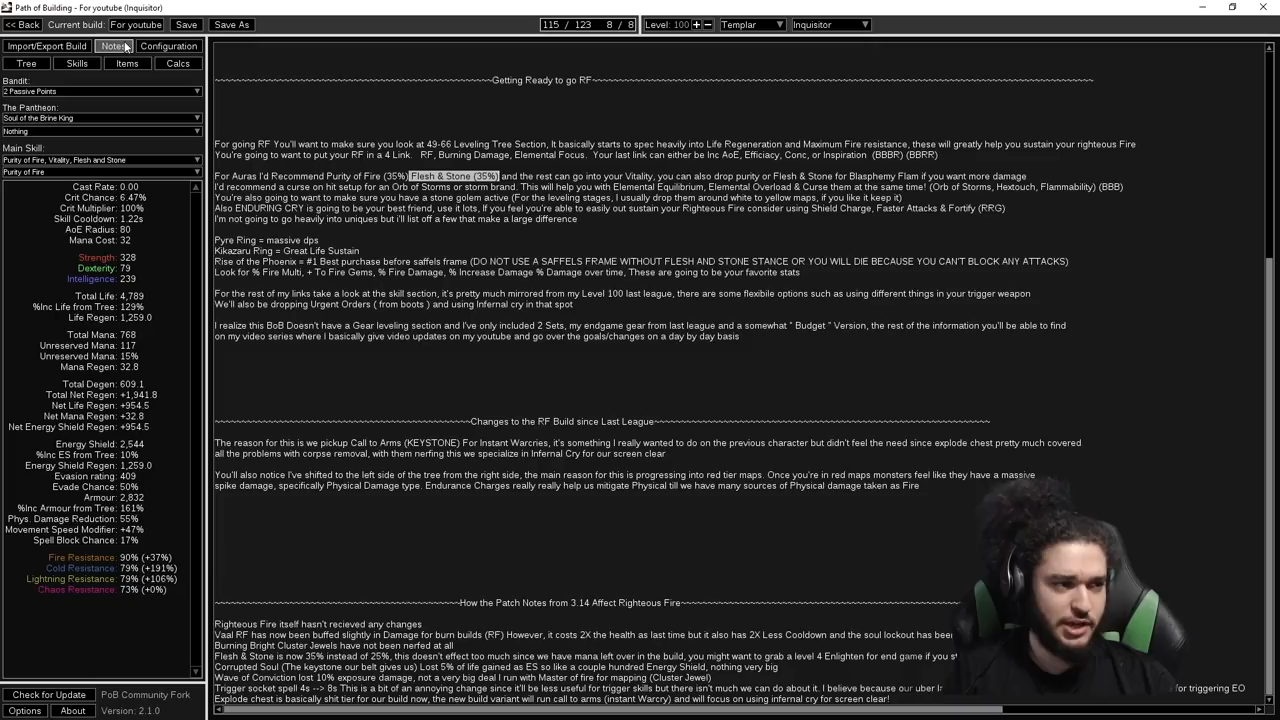 Path of Building - For youtube (Inquisitor)
<< Back Current build: For youtube Save Save As 115 / 123 8 / 8 Level: 100 + - Templar Inquisitor
Import/Export Build Notes Configuration
Tree Skills Items Calcs
Bandit:
2 Passive Points
The Pantheon:
Soul of the Brine King
Nothing
Main Skill:
Purity of Fire, Vitality, Flesh and Stone
Purity of Fire
Cast Rate: 0.00
Crit Chance: 6.47%
Crit Multiplier: 100%
Skill Cooldown: 1.22s
AoE Radius: 80
Mana Cost: 32
Strength: 328
Dexterity: 79
Intelligence: 239
Total Life: 4,789
%Inc Life from Tree: 129%
Life Regen: 1,259.0
Total Mana: 768
Unreserved Mana: 117
Unreserved Mana: 15%
Mana Regen: 32.8
Total Degen: 609.1
Total Net Regen: +1,941.8
Net Life Regen: +954.5
Net Mana Regen: +32.8
Net Energy Shield Regen: +954.5
Energy Shield: 2,544
%Inc ES from Tree: 10%
Energy Shield Regen: 1,259.0
Evasion rating: 409
Evade Chance: 50%
Armour: 2,832
%Inc Armour from Tree: 161%
Phys. Damage Reduction: 55%
Movement Speed Modifier: +47%
Spell Block Chance: 17%
Fire Resistance: 90% (+37%)
Cold Resistance: 79% (+191%)
Lightning Resistance: 79% (+106%)
Chaos Resistance: 73% (+0%)
Check for Update PoB Community Fork
Options About Version: 2.1.0
~~~~~~~~~~~~~~~~~~~~~~~~~~~~~~~~~~~~~~~~Getting Ready to go RF~~~~~~~~~~~~~~~~~~~~~~~~~~~~~~~~~~~~~~~~
For going RF You'll want to make sure you look at 49-66 Leveling Tree Section, It basically starts to spec heavily into Life Regeneration and Maximum Fire resistance, these will greatly help you sustain your righteous Fire
You're going to want to put your RF in a 4 Link. RF, Burning Damage, Elemental Focus. Your last link can either be Inc AoE, Efficacy, Conc, or Inspiration (BBBR) (BBRR)
For Auras I'd Recommend Purity of Fire (35%) Flesh & Stone (35%) and the rest can go into your Vitality, you can also drop purity or Flesh & Stone for Blasphemy Flam if you want more damage
I'd recommend a curse on hit setup for an Orb of Storms or storm brand. This will help you with Elemental Equilibrium, Elemental Overload & Curse them at the same time! (Orb of Storms, Hextouch, Flammability) (BBB)
You're also going to want to make sure you have a stone golem active (For the leveling stages, I usually drop them around white to yellow maps, if you like it keep it)
Also ENDURING CRY is going to be your best friend, use it lots, If you feel you're able to easily out sustain your Righteous Fire consider using Shield Charge, Faster Attacks & Fortify (RRG)
I'm not going to go heavily into uniques but i'll list off a few that make a large difference
Pyre Ring = massive dps
Kikazaru Ring = Great Life Sustain
Rise of the Phoenix = #1 Best purchase before saffels frame (DO NOT USE A SAFFELS FRAME WITHOUT FLESH AND STONE STANCE OR YOU WILL DIE BECAUSE YOU CAN'T BLOCK ANY ATTACKS)
Look for % Fire Multi, + To Fire Gems, % Fire Damage, % Increase Damage % Damage over time, These are going to be your favorite stats
For the rest of my links take a look at the skill section, it's pretty much mirrored from my Level 100 last league, there are some flexibile options such as using different things in your trigger weapon
We'll also be dropping Urgent Orders ( from boots ) and using Infernal cry in that spot
I realize this BoB Doesn't have a Gear leveling section and I've only included 2 Sets, my endgame gear from last league and a somewhat " Budget " Version, the rest of the information you'll be able to find
on my video series where I basically give video updates on my youtube and go over the goals/changes on a day by day basis
~~~~~~~~~~~~~~~~~~~~~~~~~~~~~~~~~~~~~Changes to the RF Build since Last League~~~~~~~~~~~~~~~~~~~~~~~~~~~~~~~~~~~~~~~~~~~~~~~~
The reason for this is we pickup Call to Arms (KEYSTONE) For Instant Warcries, it's something I really wanted to do on the previous character but didn't feel the need since explode chest pretty much covered
all the problems with corpse removal, with them nerfing this we specialize in Infernal Cry for our screen clear
You'll also notice I've shifted to the left side of the tree from the right side, the main reason for this is progressing into red tier maps. Once you're in red maps monsters feel like they have a massive
spike damage, specifically Physical Damage type. Endurance Charges really really help us mitigate Physical till we have many sources of Physical damage taken as Fire
~~~~~~~~~~~~~~~~~~~~~~~~~~~~~~~~~~~How the Patch Notes from 3.14 Affect Righteous Fire~~~~~~~~~~~~~~~~~~~~~~~~~~~~~~~~~~~~~~~~
Righteous Fire itself hasn't recieved any changes
Vaal RF has now been buffed slightly in Damage for burn builds (RF) However, it costs 2X the health as last time but it also has 2X Less Cooldown and the soul lockout has bee
Burning Bright Cluster Jewels have not been nerfed at all
Flesh & Stone is now 35% instead of 25%, this doesn't effect too much since we have mana left over in the build, you might want to grab a level 4 Enlighten for end game if you s
Corrupted Soul (The keystone our belt gives us) Lost 5% of life gained as ES so like a couple hundred Energy Shield, nothing very big
Wave of Conviction lost 10% exposure damage, not a very big deal I run with Master of fire for mapping (Cluster Jewel)
Trigger socket spell 4s --> 8s This is a bit of an annoying change since it'll be less useful for trigger skills but there isn't much we can do about it. I believe because our uber la for triggering EO
Explode chest is basically shit tier for our build now, the new build variant will run call to arms (instant Warcry) and will focus on using infernal cry for screen clear!